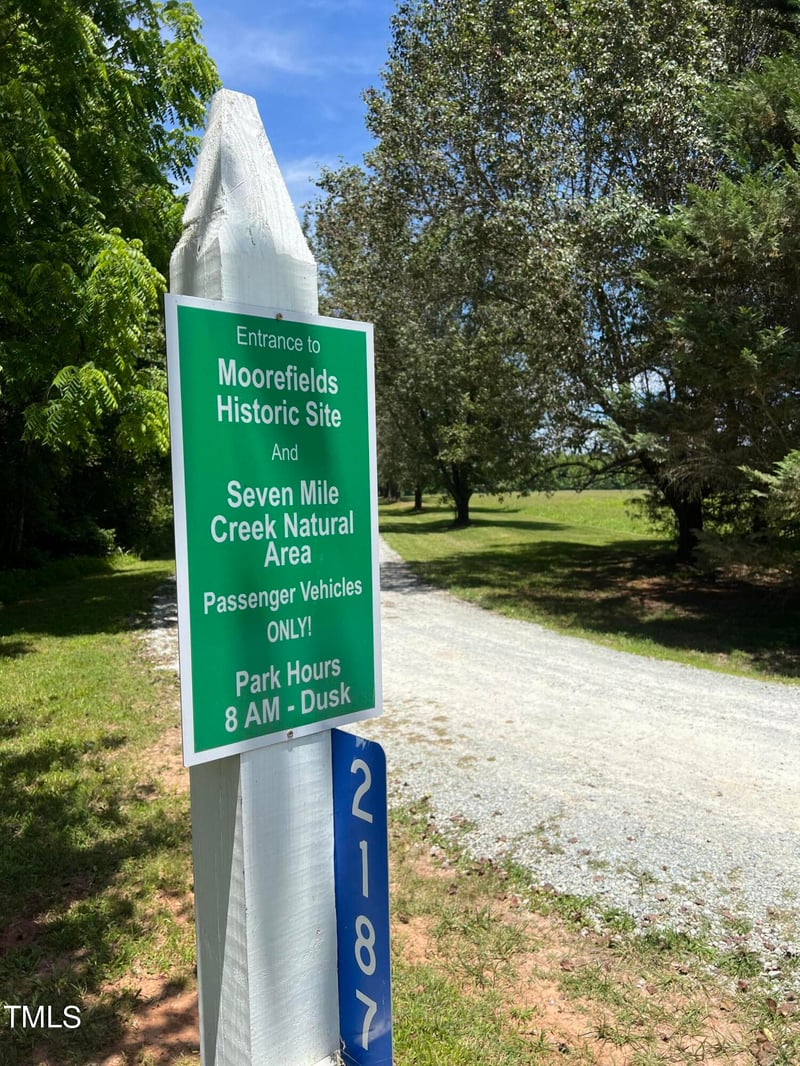 Entrance to
Moorefields
Historic Site
And
Seven Mile
Creek Natural
Area
Passenger Vehicles
ONLY!
Park Hours
8 AM - Dusk
2187
TMLS